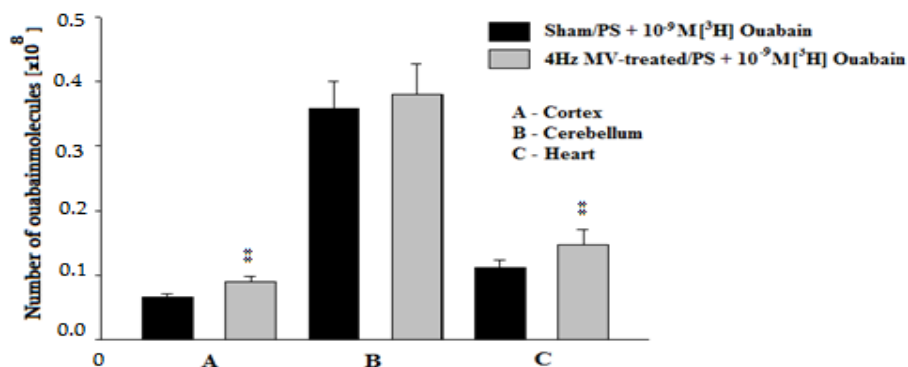 Number of ouabainmolecules [x10⁸]
0.5
0.4
0.3
0.2
0.1
0.0
0
Sham/PS + 10⁻⁹ M[³H] Ouabain
4Hz MV-treated/PS + 10⁻⁹M[³H] Ouabain
A - Cortex
B - Cerebellum
C - Heart
**
**
A B C